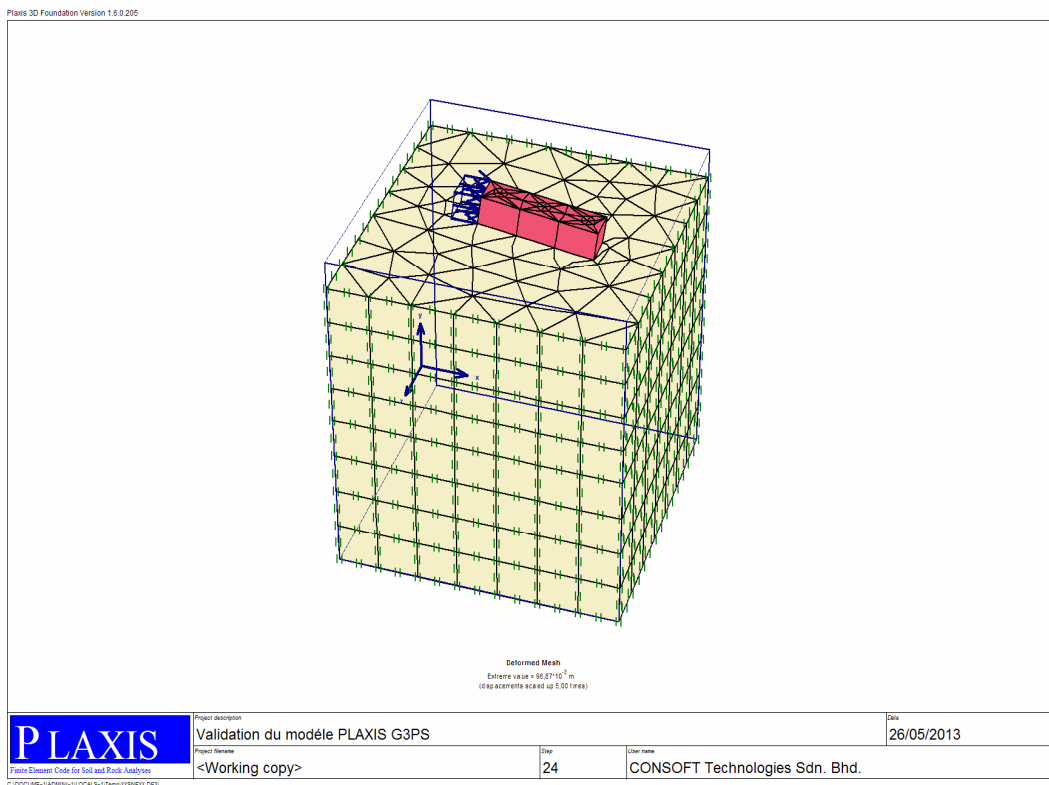 Plaxis 3D Foundation Version 1.6.0.205
y
x
z
Deformed Mesh
Extreme value = 96,87*10-3 m
(displacements scaled up 5,00 times)
PLAXIS
Finite Element Code for Soil and Rock Analyses
Project description
Validation du modéle PLAXIS G3PS
Date
26/05/2013
Project filename
<Working copy>
Step
24
User name
CONSOFT Technologies Sdn. Bhd.